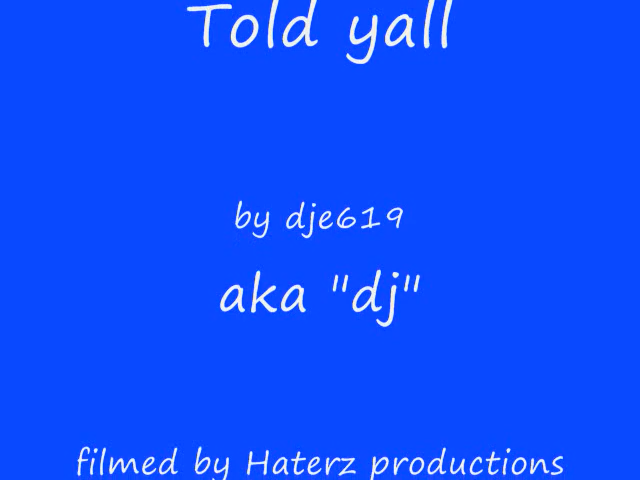 Told yall
by dje619
aka "dj"
filmed by Haterz productions